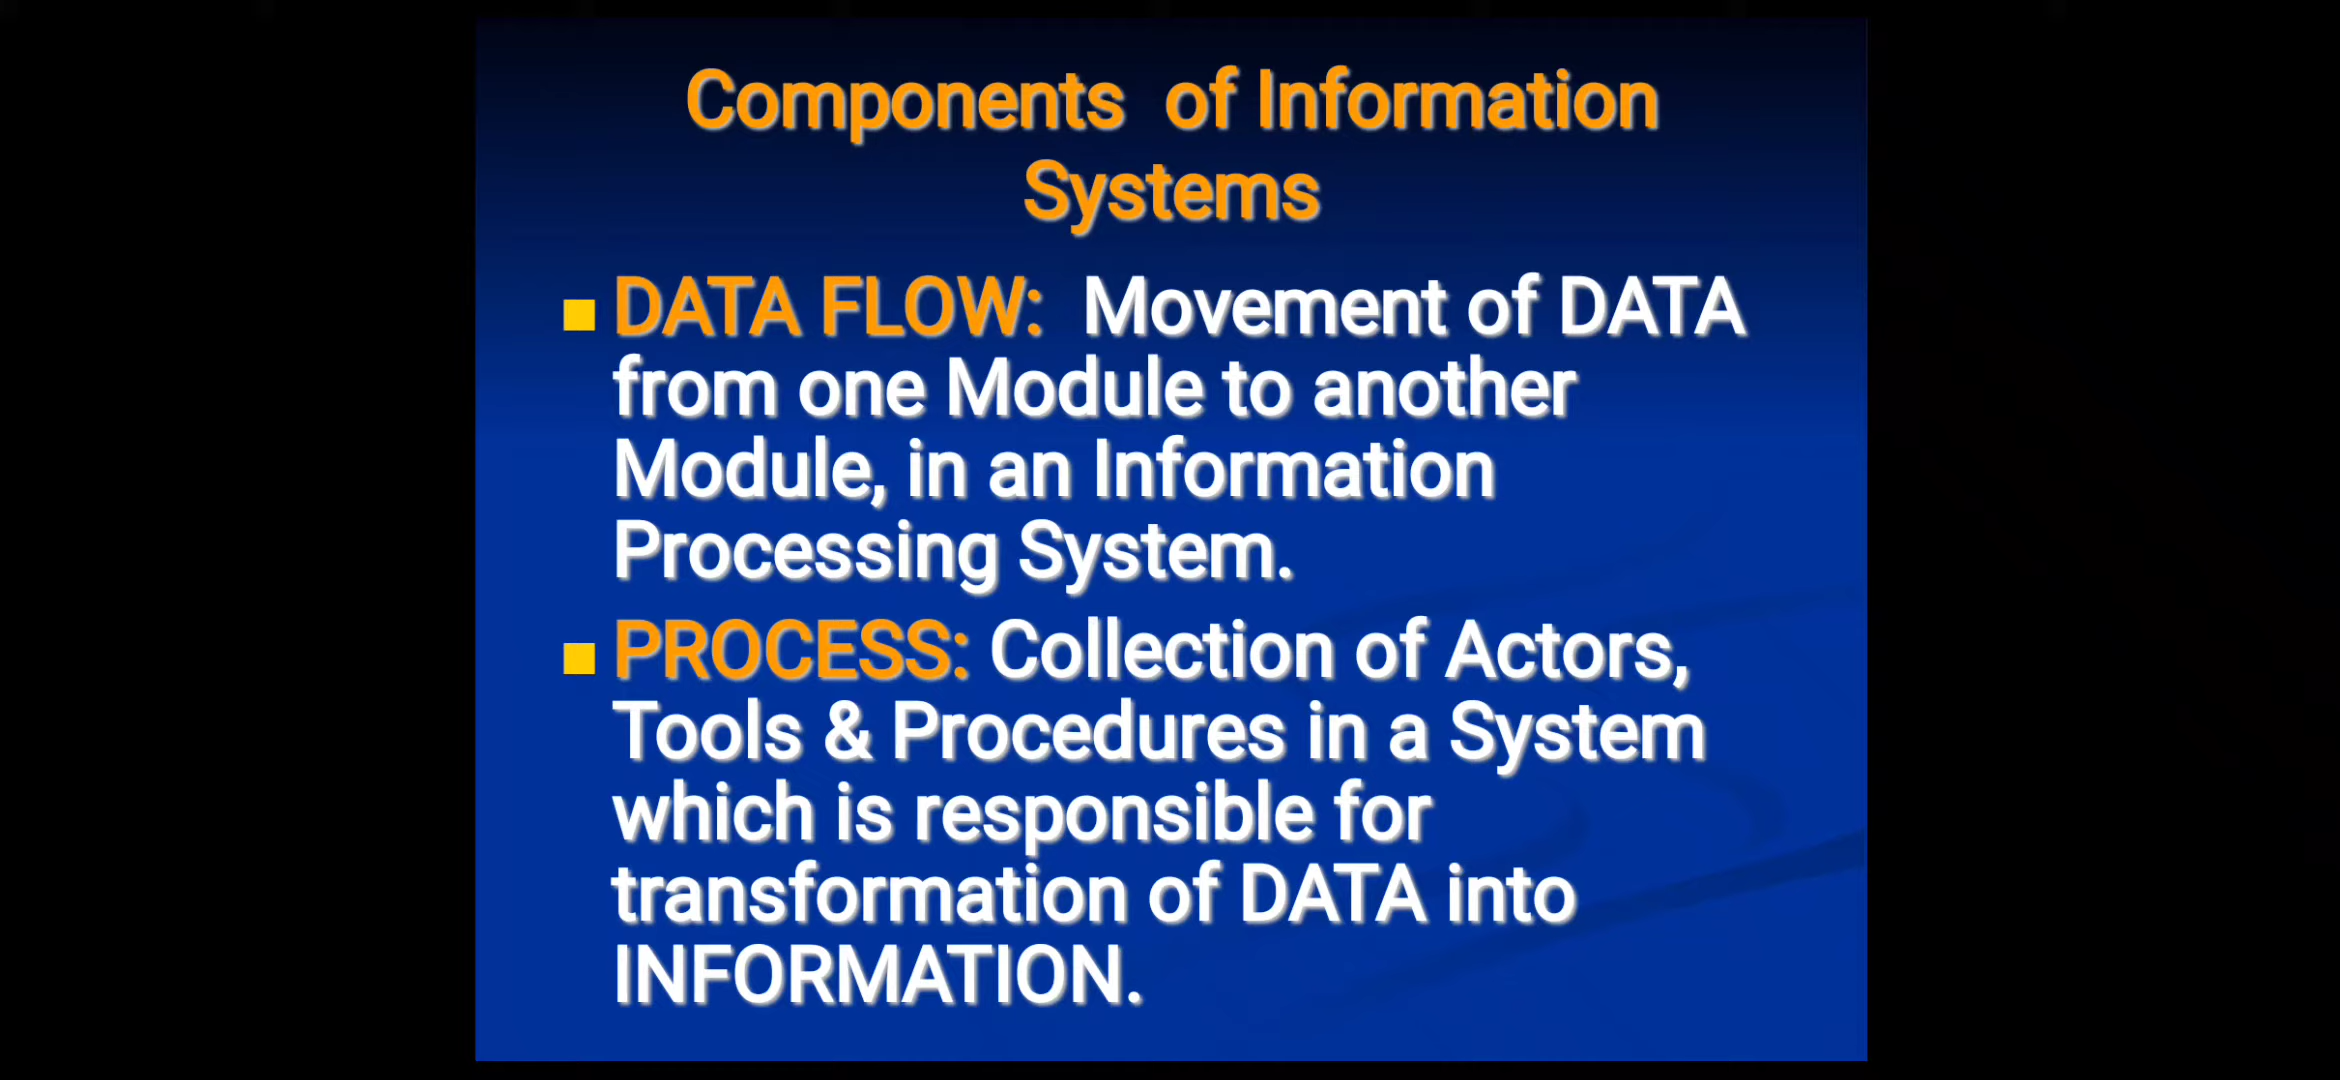 Components of Information
Systems
DATA FLOW: Movement of DATA
from one Module to another
Module, in an Information
Processing System.
PROCESS: Collection of Actors,
Tools & Procedures in a System
which is responsible for
transformation of DATA into
INFORMATION.